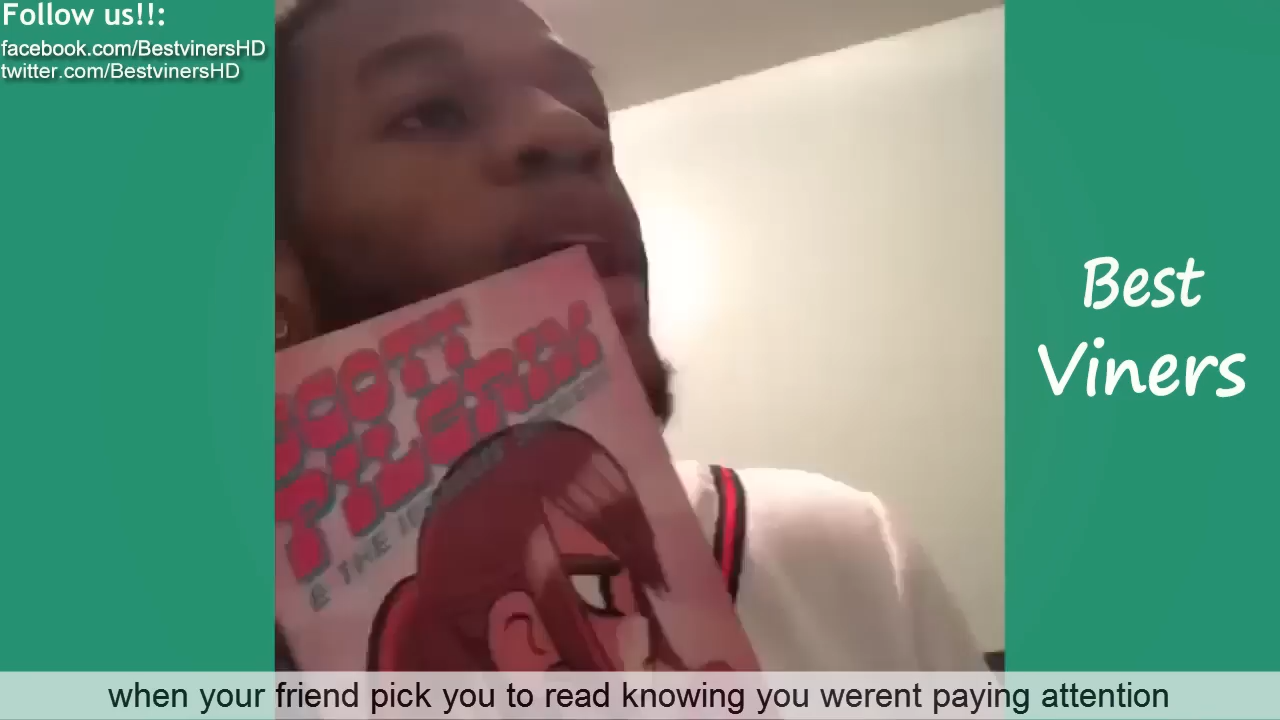 Follow us!!:
facebook.com/BestvinersHD
twitter.com/BestvinersHD
Best
Viners
SCOTT
PILGRIM
& THE
when your friend pick you to read knowing you werent paying attention